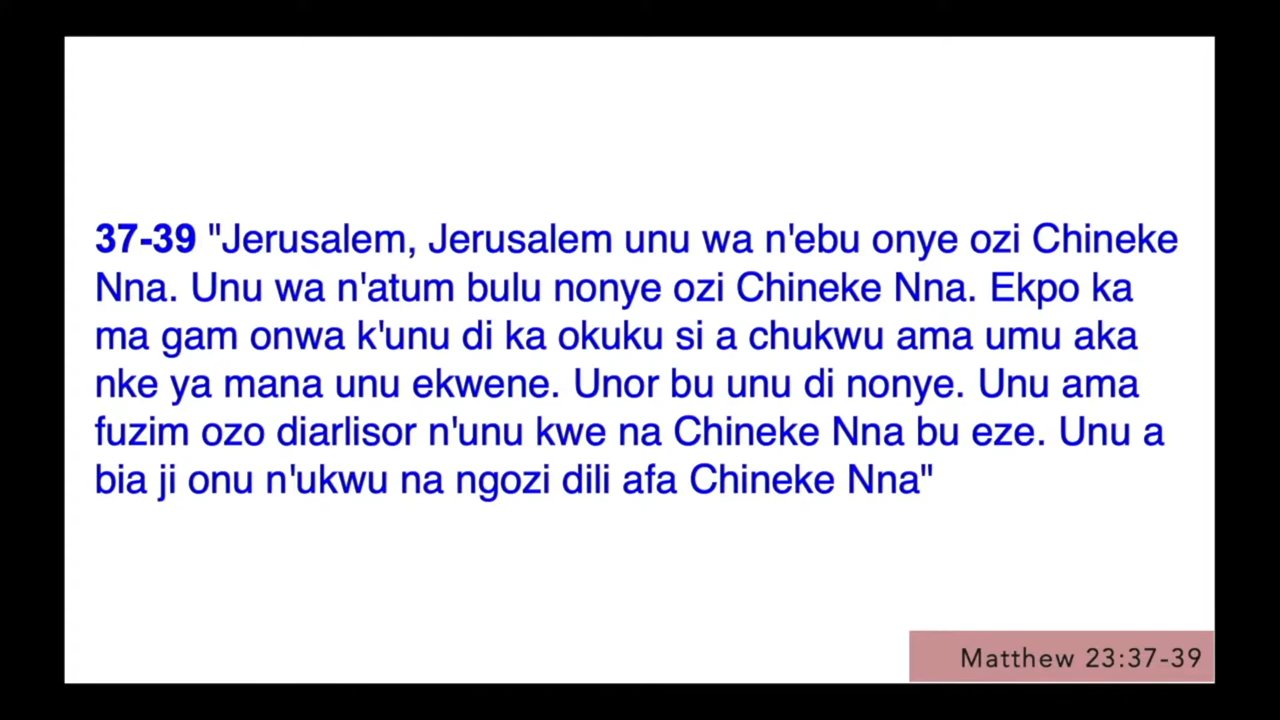 37-39 "Jerusalem, Jerusalem unu wa n'ebu onye ozi Chineke
Nna. Unu wa n'atum bulu nonye ozi Chineke Nna. Ekpo ka
ma gam onwa k'unu di ka okuku si a chukwu ama umu aka
nke ya mana unu ekwene. Unor bu unu di nonye. Unu ama
fuzim ozo diarlisor n'unu kwe na Chineke Nna bu eze. Unu a
bia ji onu n'ukwu na ngozi dili afa Chineke Nna"
Matthew 23:37-39